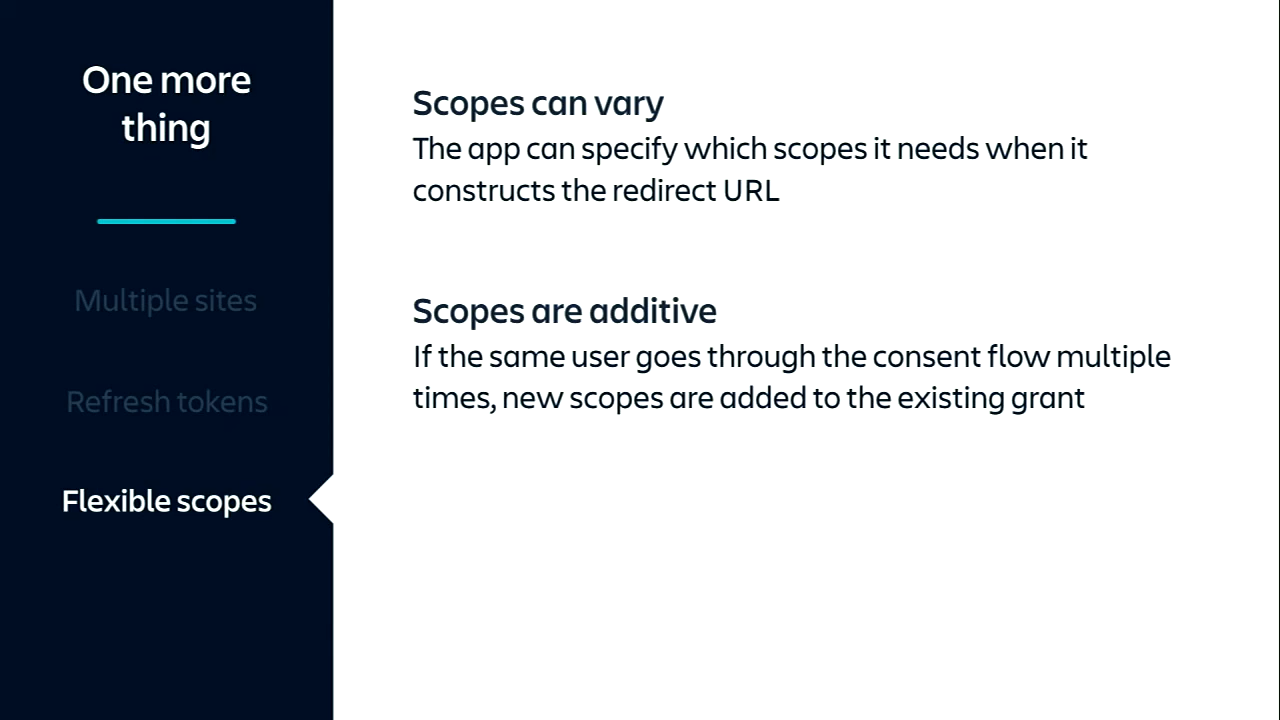 One more
thing
Multiple sites
Refresh tokens
Flexible scopes
Scopes can vary
The app can specify which scopes it needs when it
constructs the redirect URL
Scopes are additive
If the same user goes through the consent flow multiple
times, new scopes are added to the existing grant